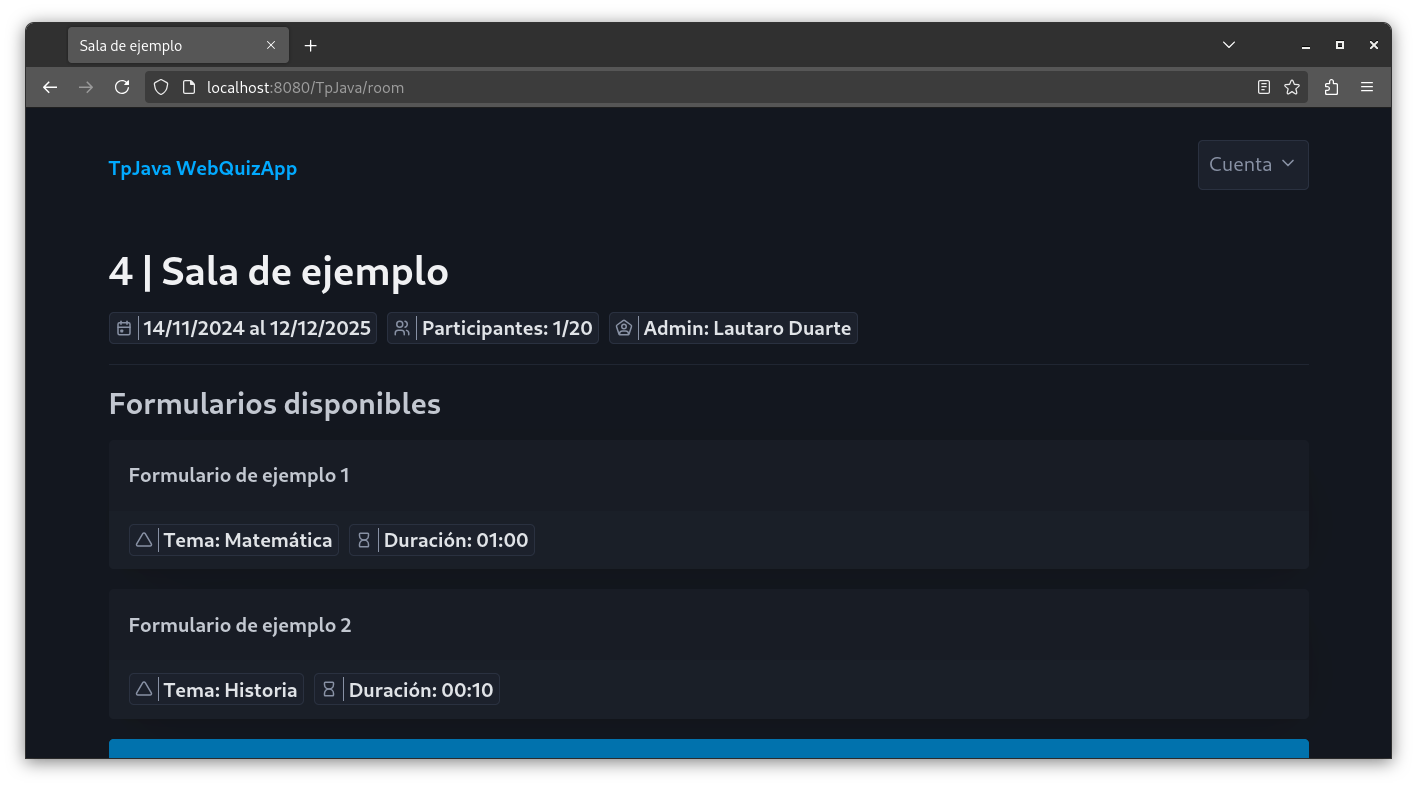 Sala de ejemplo
localhost:8080/TpJava/room
TpJava WebQuizApp
Cuenta
4 | Sala de ejemplo
14/11/2024 al 12/12/2025 Participantes: 1/20 Admin: Lautaro Duarte
Formularios disponibles
Formulario de ejemplo 1
Tema: Matemática Duración: 01:00
Formulario de ejemplo 2
Tema: Historia Duración: 00:10